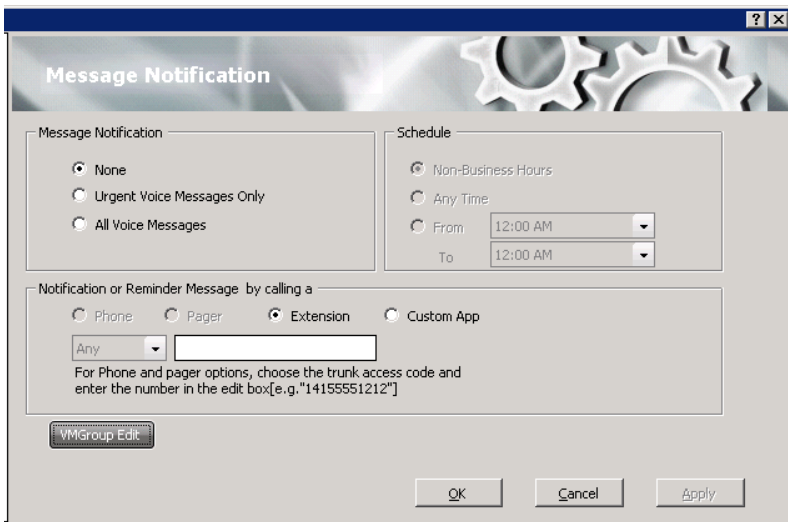 Message Notification
Message Notification
None
Urgent Voice Messages Only
All Voice Messages
Schedule
Non-Business Hours
Any Time
From 12:00 AM
To 12:00 AM
Notification or Reminder Message by calling a
Phone Pager Extension Custom App
Any
For Phone and pager options, choose the trunk access code and
enter the number in the edit box[e.g."14155551212"]
VMGroup Edit
OK Cancel Apply